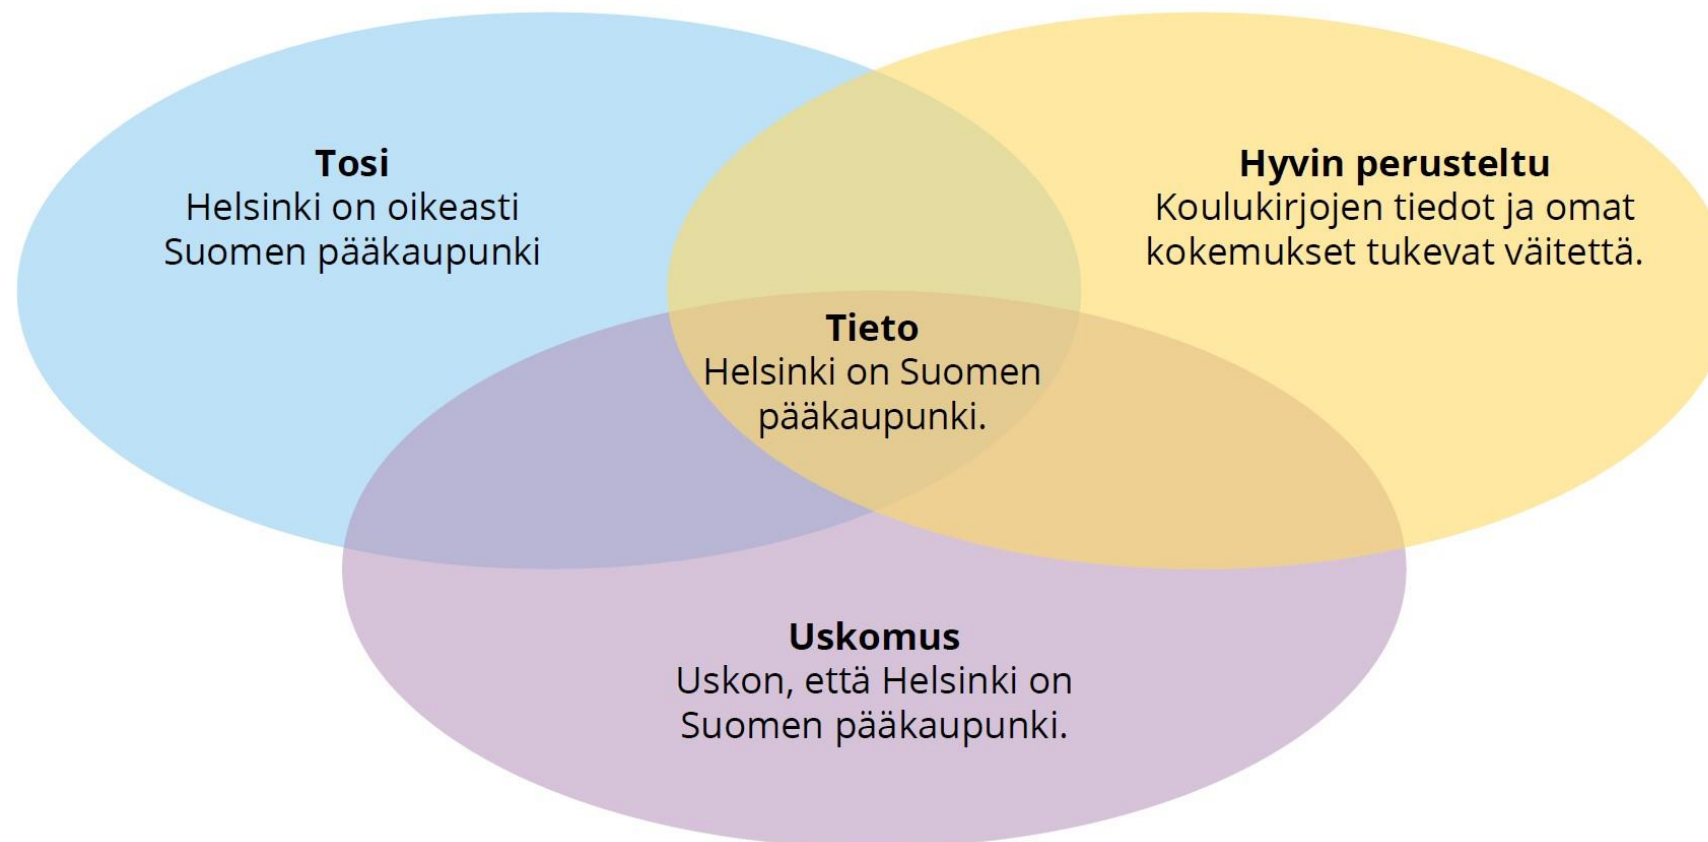 Tosi
Helsinki on oikeasti
Suomen pääkaupunki
Hyvin perusteltu
Koulukirjojen tiedot ja omat
kokemukset tukevat väitettä.
Tieto
Helsinki on Suomen
pääkaupunki.
Uskomus
Uskon, että Helsinki on
Suomen pääkaupunki.